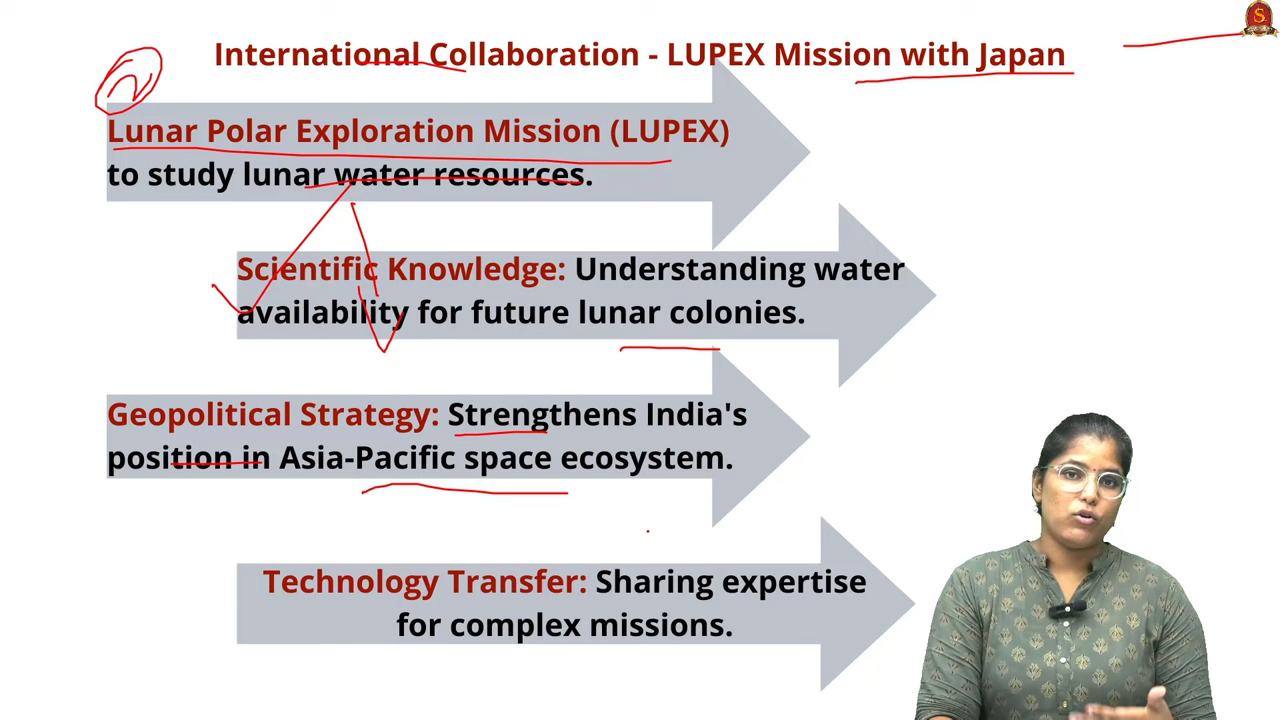 International Collaboration - LUPEX Mission with Japan
Lunar Polar Exploration Mission (LUPEX)
to study lunar water resources.
Scientific Knowledge: Understanding water
availability for future lunar colonies.
Geopolitical Strategy: Strengthens India's
position in Asia-Pacific space ecosystem.
Technology Transfer: Sharing expertise
for complex missions.